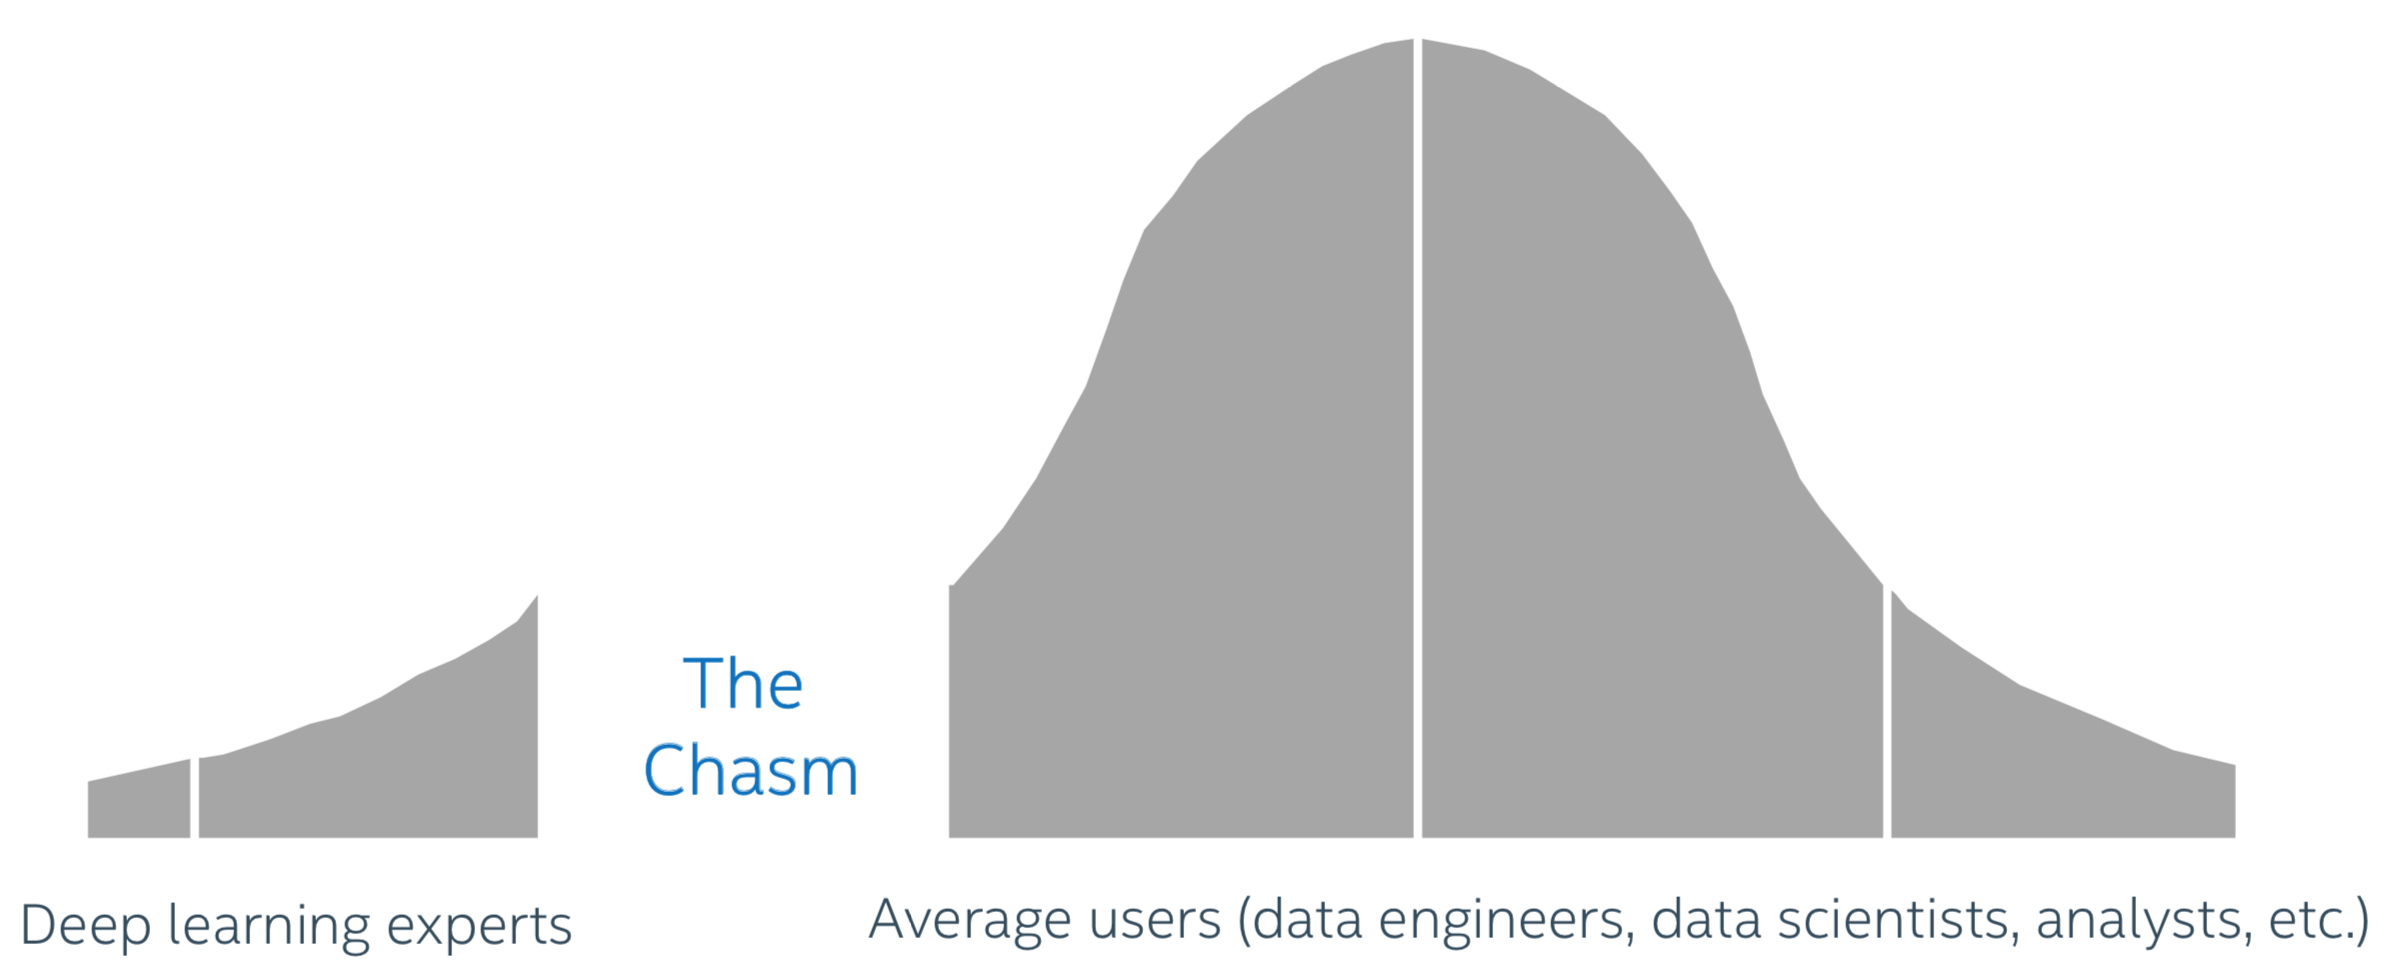 The
Chasm
Deep learning experts
Average users (data engineers, data scientists, analysts, etc.)